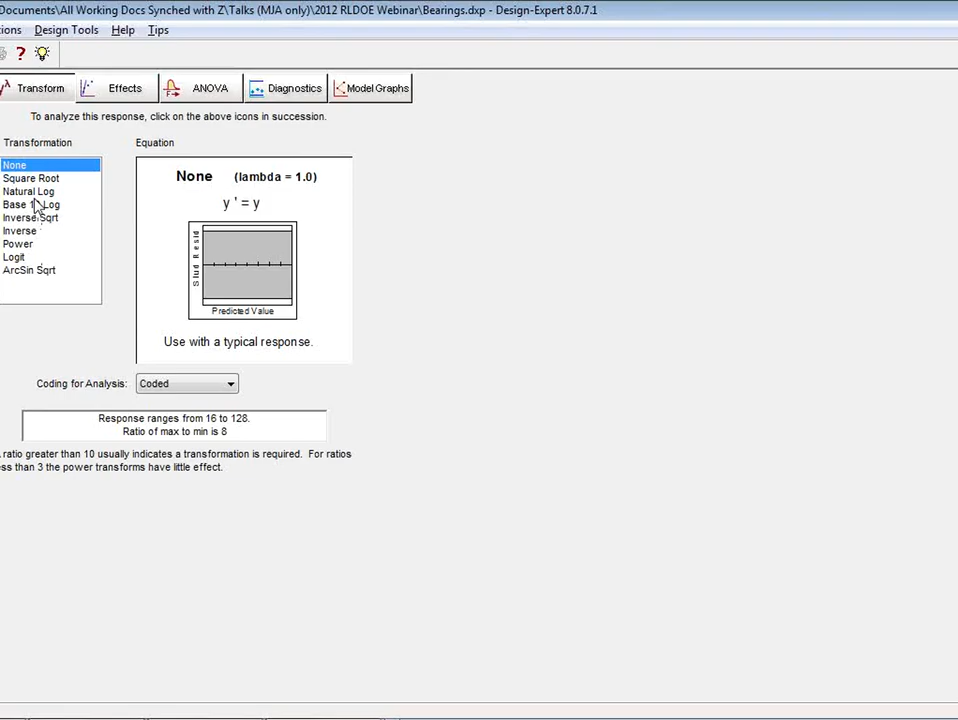 Documents\All Working Docs Synched with Z\Talks (MJA only)\2012 RLDOE Webinar\Bearings.dxp - Design-Expert 8.0.7.1
ions Design Tools Help Tips
?
yλ Transform Effects ANOVA Diagnostics Model Graphs
To analyze this response, click on the above icons in succession.
Transformation Equation
None
Square Root
Natural Log
Base Log
Inverse Sqrt
Inverse
Power
Logit
ArcSin Sqrt
None (lambda = 1.0)
y ' = y
Stud Resid
Predicted Value
Use with a typical response.
Coding for Analysis: Coded
Response ranges from 16 to 128.
Ratio of max to min is 8
ratio greater than 10 usually indicates a transformation is required. For ratios
ess than 3 the power transforms have little effect.